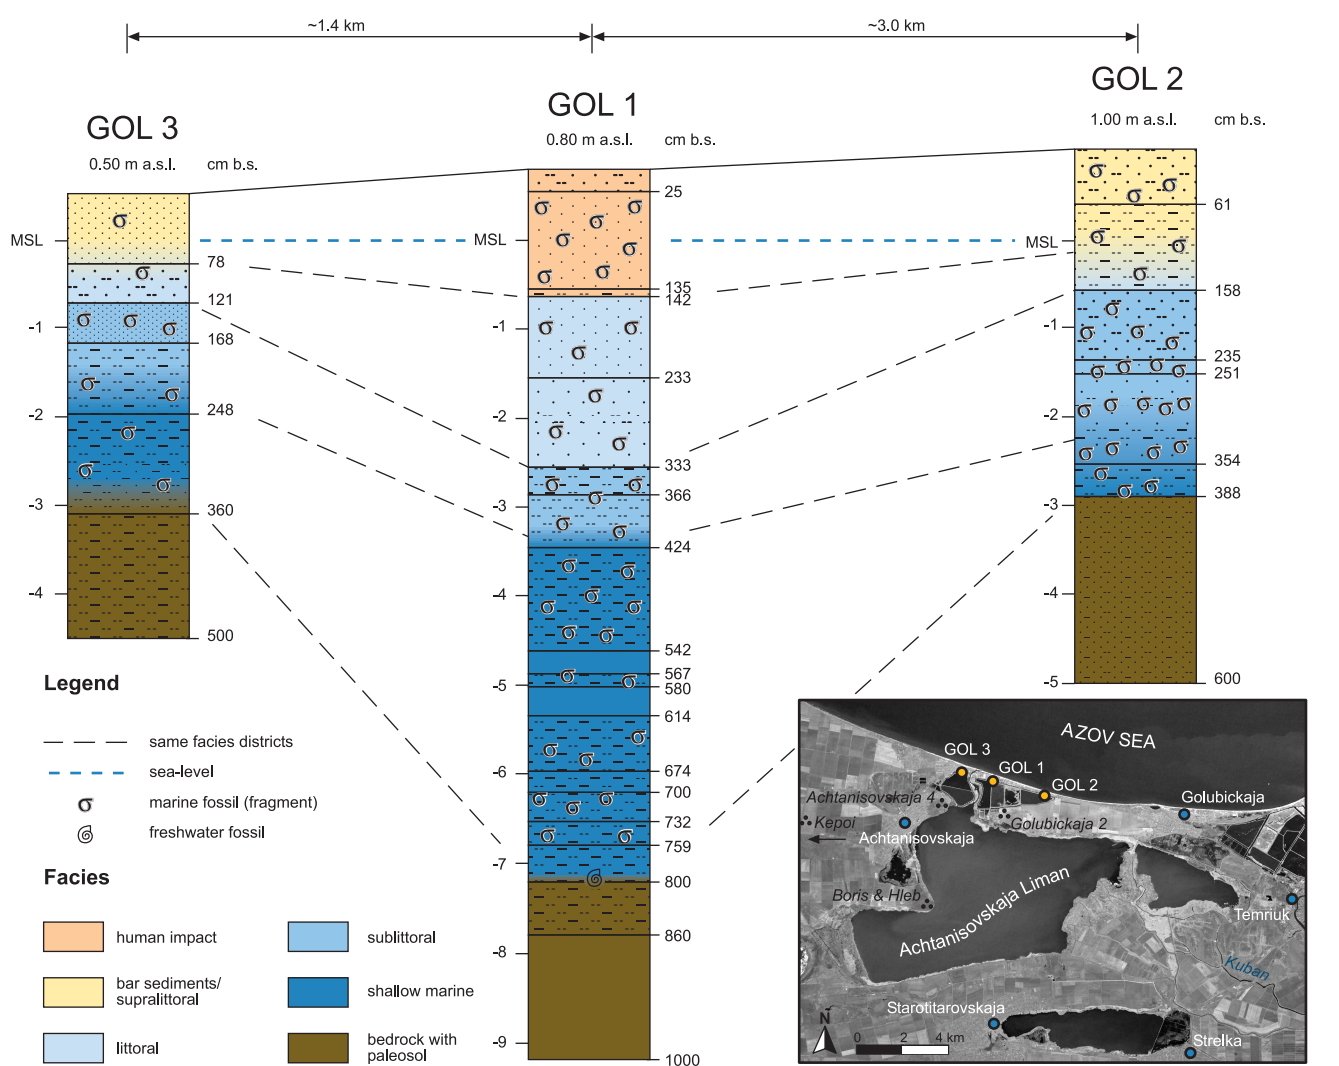 ~1.4 km
~3.0 km
GOL 3
0.50 m a.s.l.
cm b.s.
MSL
78
121
168
248
360
500
-1
-2
-3
-4
GOL 1
0.80 m a.s.l.
cm b.s.
MSL
25
135
142
233
333
366
424
542
567
580
614
674
700
732
759
800
860
1000
-1
-2
-3
-4
-5
-6
-7
-8
-9
GOL 2
1.00 m a.s.l.
cm b.s.
MSL
61
158
235
251
354
388
600
-1
-2
-3
-4
-5
Legend
same facies districts
sea-level
marine fossil (fragment)
freshwater fossil
Facies
human impact
bar sediments/
supralittoral
littoral
sublittoral
shallow marine
bedrock with
paleosol
AZOV SEA
GOL 3
GOL 1
GOL 2
Achtanisovskaja 4
Golubickaja
Kepoi
Golubickaja 2
Achtanisovskaja
Boris & Hleb
Achtanisovskaja Liman
Temriuk
Kuban
Starotitarovskaja
Strelka
N
0 2 4 km